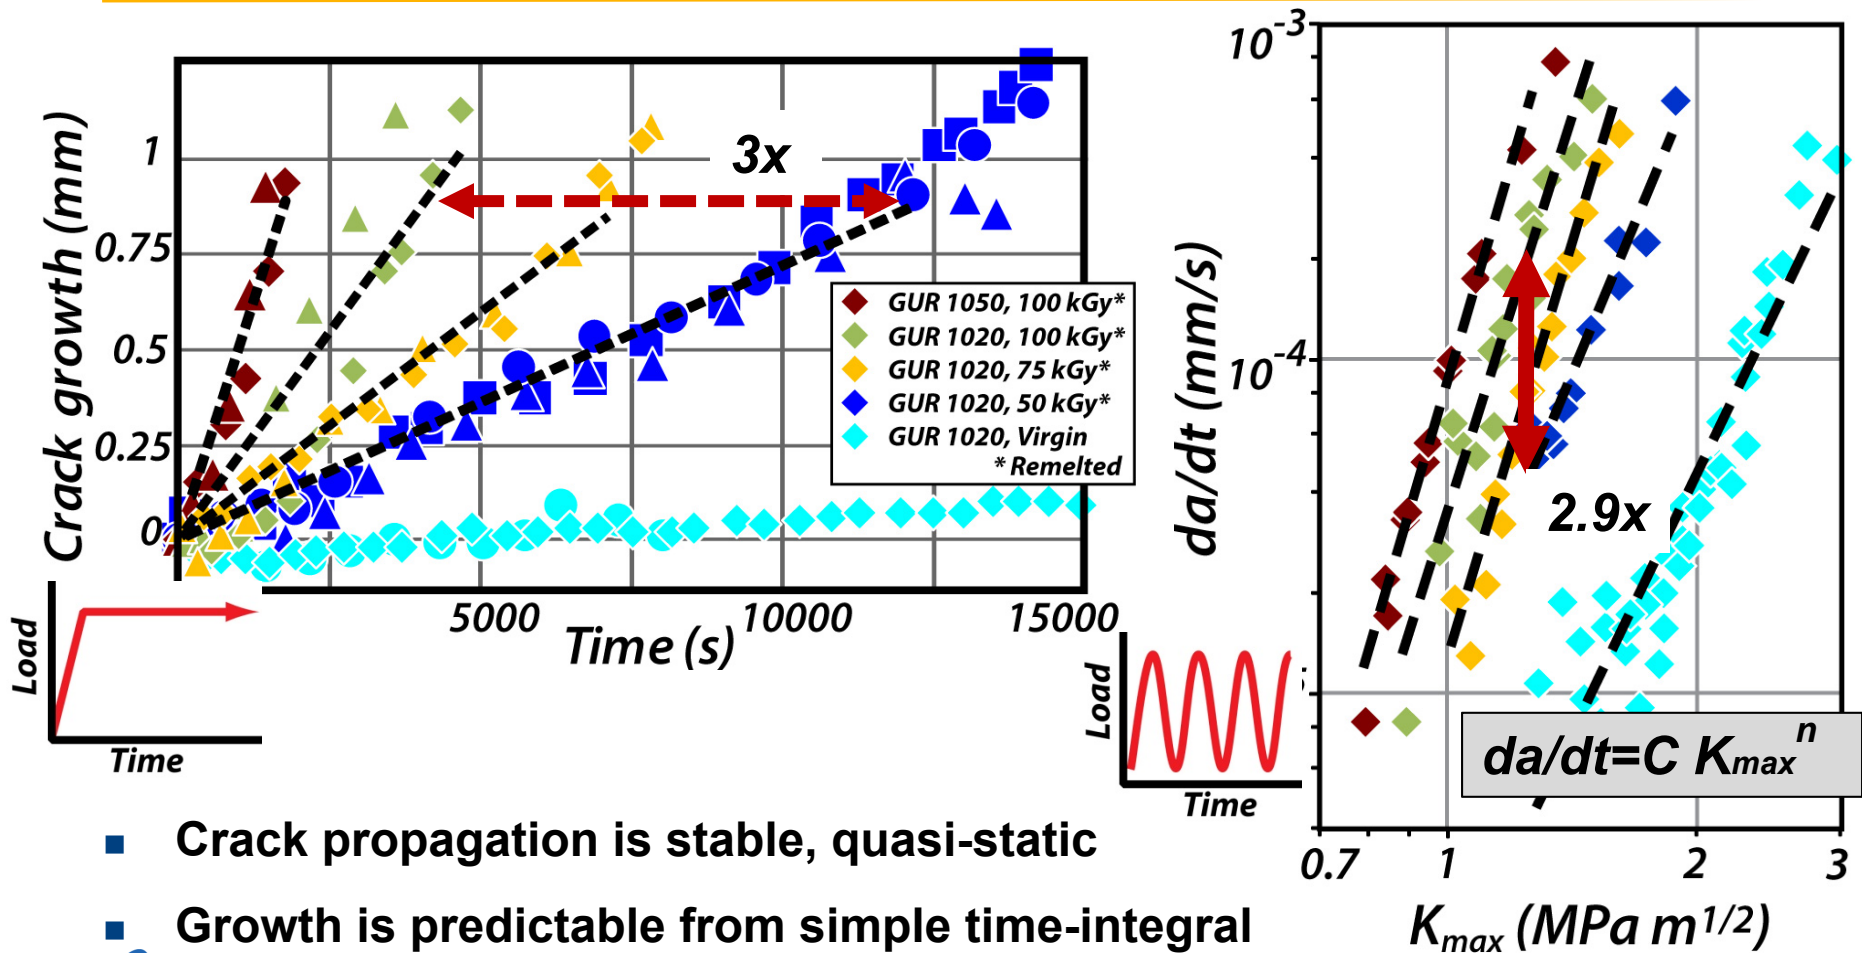 Crack growth (mm)
1
0.75
0.5
0.25
0
3x
GUR 1050, 100 kGy*
GUR 1020, 100 kGy*
GUR 1020, 75 kGy*
GUR 1020, 50 kGy*
GUR 1020, Virgin
* Remelted
5000
10000
15000
Time (s)
Load
Time
da/dt (mm/s)
10-3
10-4
2.9x
da/dt=C Kmax n
0.7
1
2
3
Kmax (MPa m1/2)
Load
Time
Crack propagation is stable, quasi-static
Growth is predictable from simple time-integral